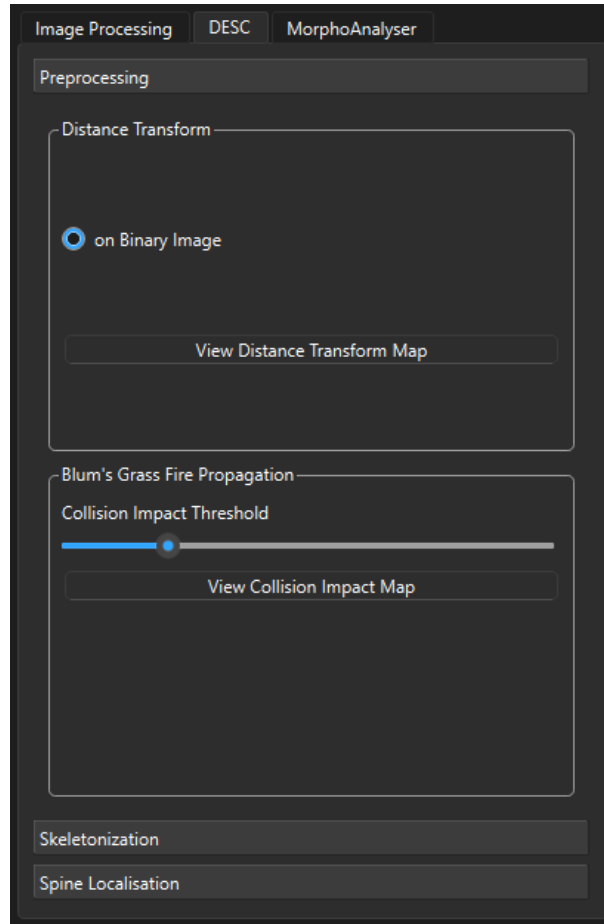 Image Processing DESC MorphoAnalyser
Preprocessing
Distance Transform
on Binary Image
View Distance Transform Map
Blum's Grass Fire Propagation
Collision Impact Threshold
View Collision Impact Map
Skeletonization
Spine Localisation